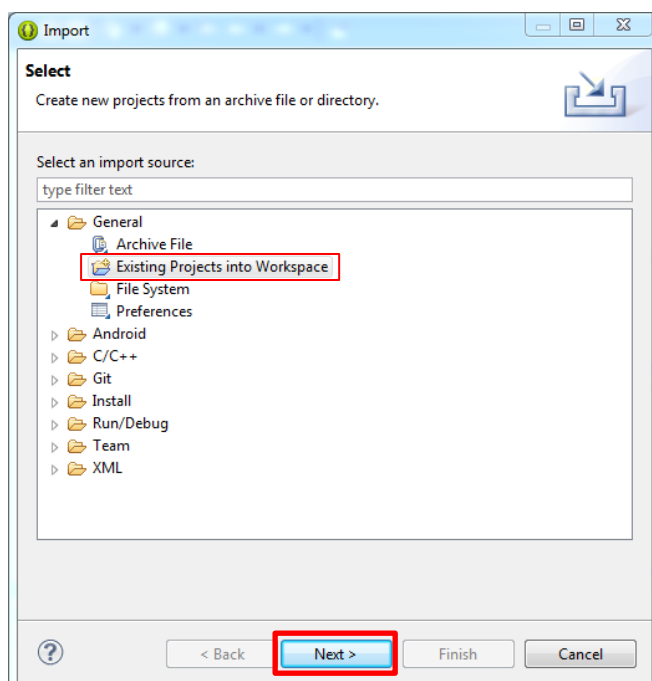 Import
Select
Create new projects from an archive file or directory.
Select an import source:
type filter text
General
Archive File
Existing Projects into Workspace
File System
Preferences
Android
C/C++
Git
Install
Run/Debug
Team
XML
?
< Back Next > Finish Cancel